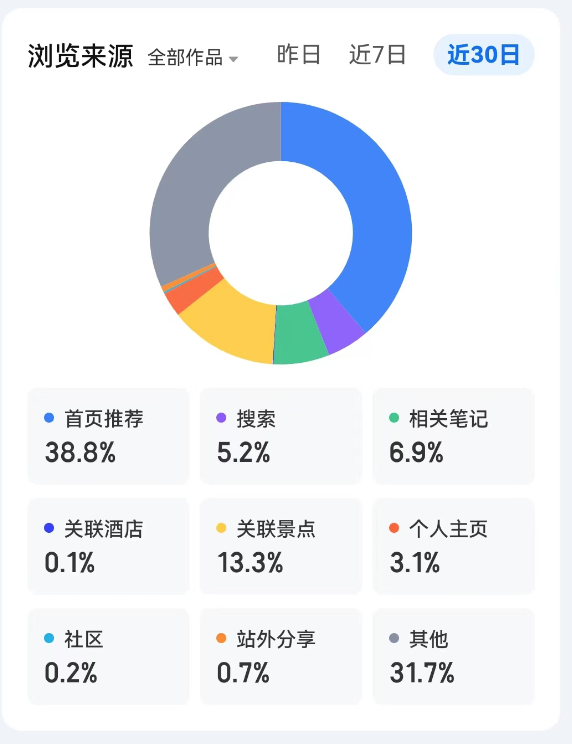 浏览来源 全部作品 昨日 近7日 近30日
首页推荐 搜索 相关笔记
38.8% 5.2% 6.9%
关联酒店 关联景点 个人主页
0.1% 13.3% 3.1%
社区 站外分享 其他
0.2% 0.7% 31.7%